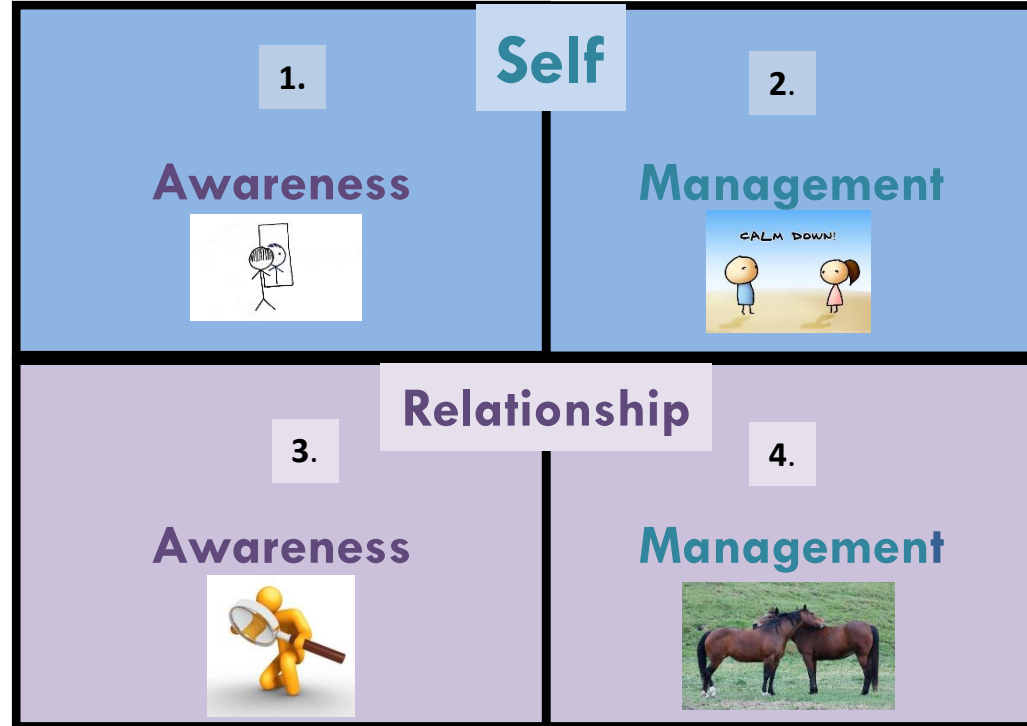 Self
1.
2.
Awareness
Management
CALM DOWN!
Relationship
3.
4.
Awareness
Management